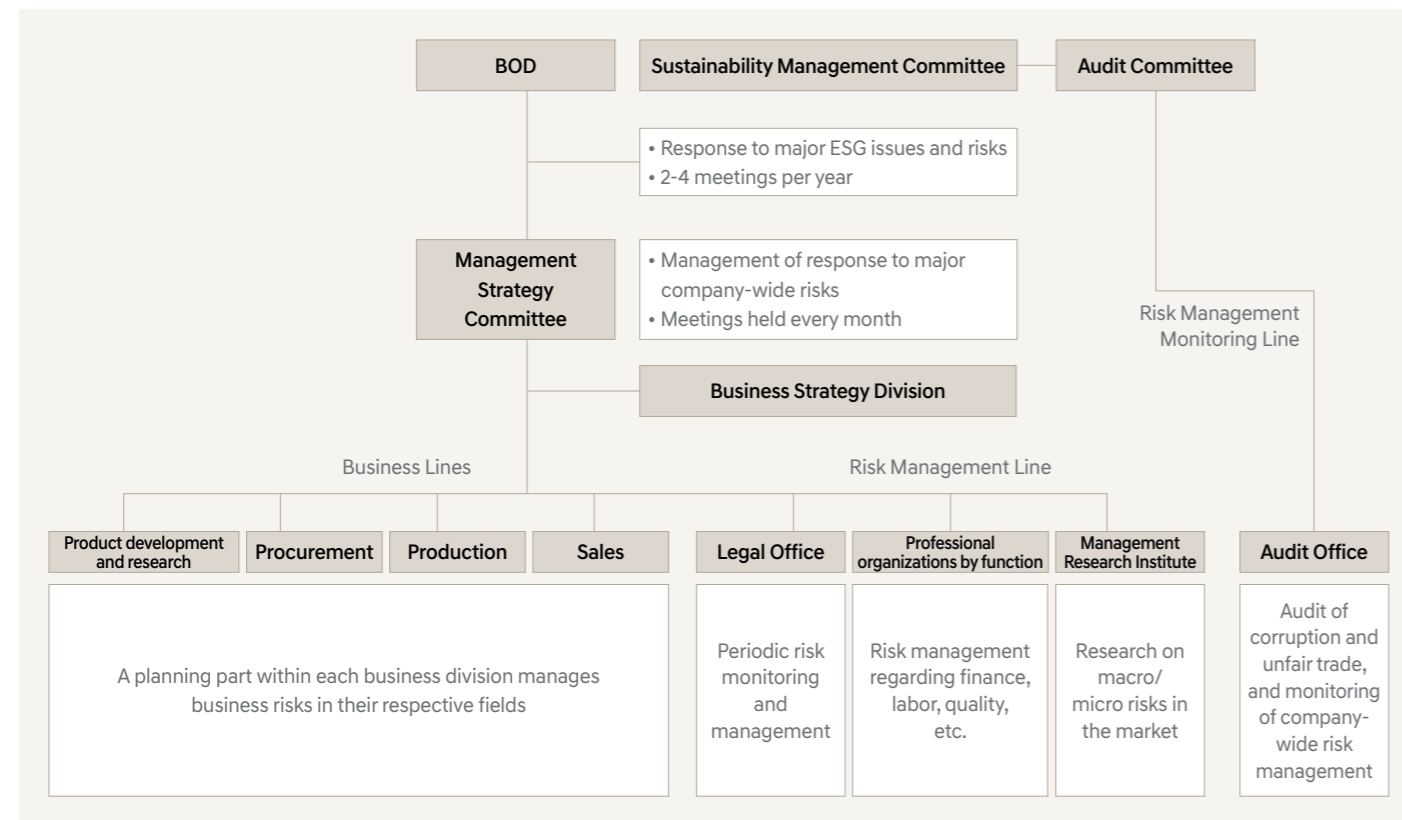 BOD
Sustainability Management Committee
Audit Committee
• Response to major ESG issues and risks
• 2-4 meetings per year
Management
Strategy
Committee
• Management of response to major
company-wide risks
• Meetings held every month
Risk Management
Monitoring Line
Business Strategy Division
Business Lines
Risk Management Line
Product development
and research
Procurement
Production
Sales
Legal Office
Professional
organizations by function
Management
Research Institute
Audit Office
A planning part within each business division manages
business risks in their respective fields
Periodic risk
monitoring
and
management
Risk management
regarding finance,
labor, quality,
etc.
Research on
macro/
micro risks in
the market
Audit of
corruption and
unfair trade,
and monitoring
of company-
wide risk
management